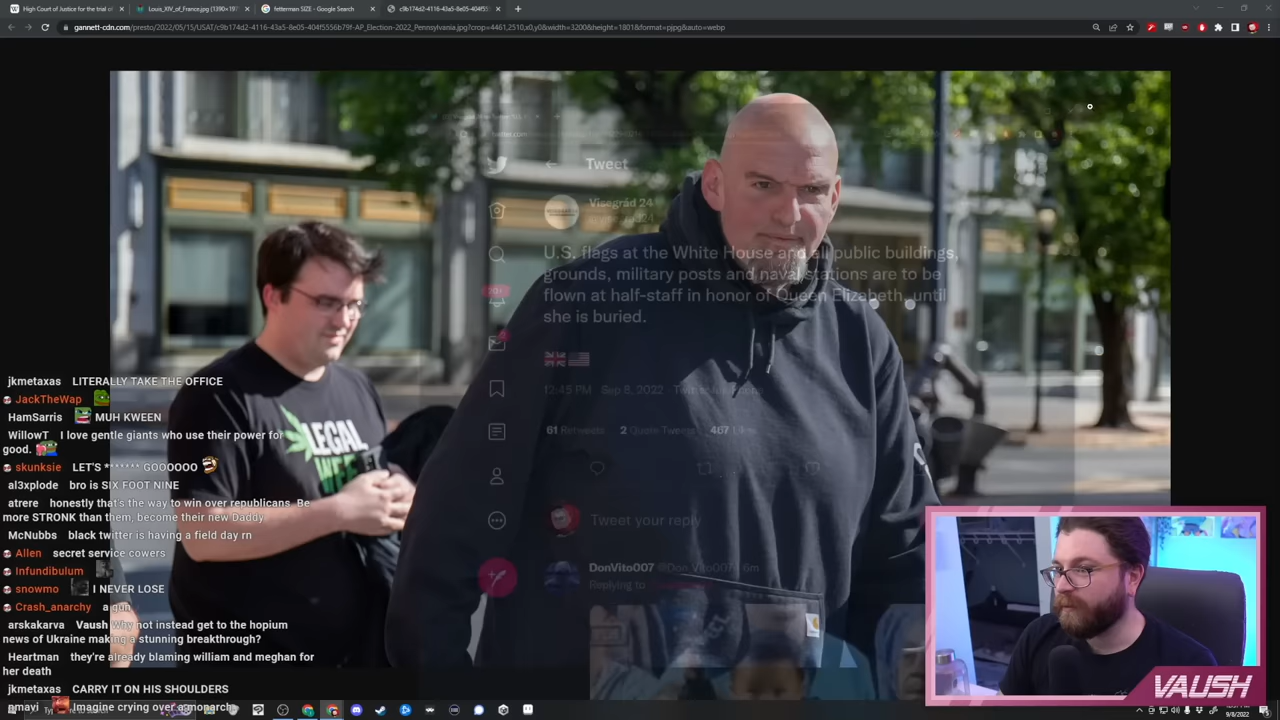 High Court of Justice for the trial o
Louis_XIV_of_France.jpg (1390×197
fetterman SIZE - Google Search
c9b174d2-4116-43a5-8e05-404f55
gannett-cdn.com/presto/2022/05/15/USAT/c9b174d2-4116-43a5-8e05-404f5556b79f-AP_Election-2022_Pennsylvania.jpg?crop=4461,2510,x0,y0&width=3200&height=1801&format=pjpg&auto=webp
Tweet
Visegrád 24
U.S. flags at the White House and all public buildings,
grounds, military posts and naval stations are to be
flown at half-staff in honor of Queen Elizabeth, until
she is buried.
12:45 PM Sep 8, 2022
61 Retweets 2 Quote Tweets 467
Tweet your reply
DonVito007 @Don_Vito007 6m
Replying to
LEGAL
WEED
jkmetaxas LITERALLY TAKE THE OFFICE
JackTheWap
HamSarris MUH KWEEN
WillowT I love gentle giants who use their power for
good.
skunksie LET'S ******* GOOOOOO
al3xplode bro is SIX FOOT NINE
atrere honestly that's the way to win over republicans. Be
more STRONK than them, become their new Daddy
McNubbs black twitter is having a field day rn
Allen secret service cowers
Infundibulum
snowmo I NEVER LOSE
Crash_anarchy a gun
arskakarva Vaush Why not instead get to the hopium
news of Ukraine making a stunning breakthrough?
Heartman they're already blaming william and meghan for
her death
jkmetaxas CARRY IT ON HIS SHOULDERS
Imagine crying over a monarch
VAUSH
9/8/2022